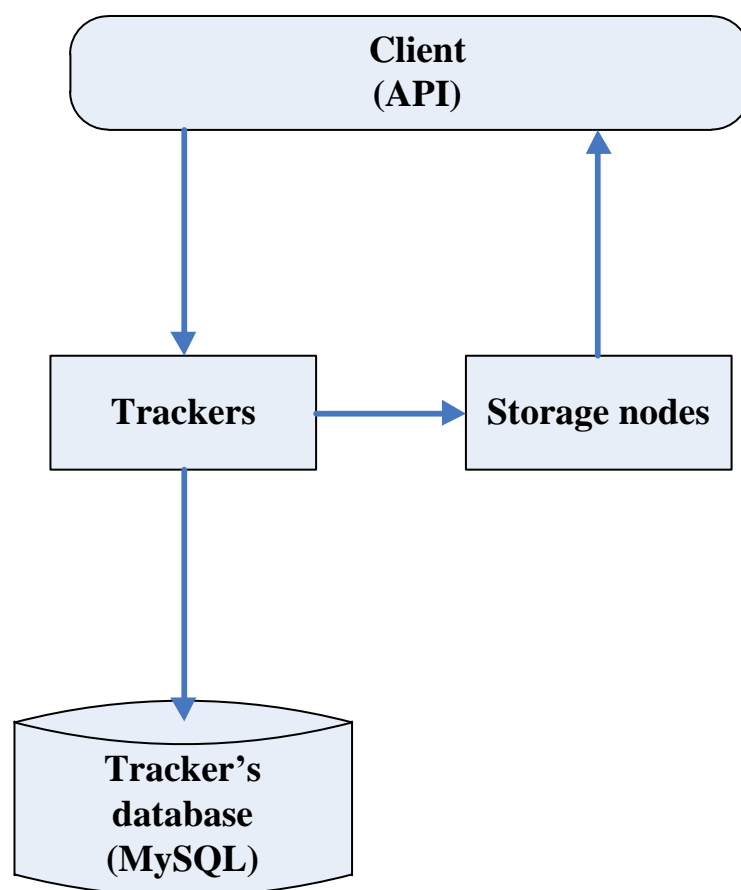 Client
(API)
Trackers
Storage nodes
Tracker’s
database
(MySQL)